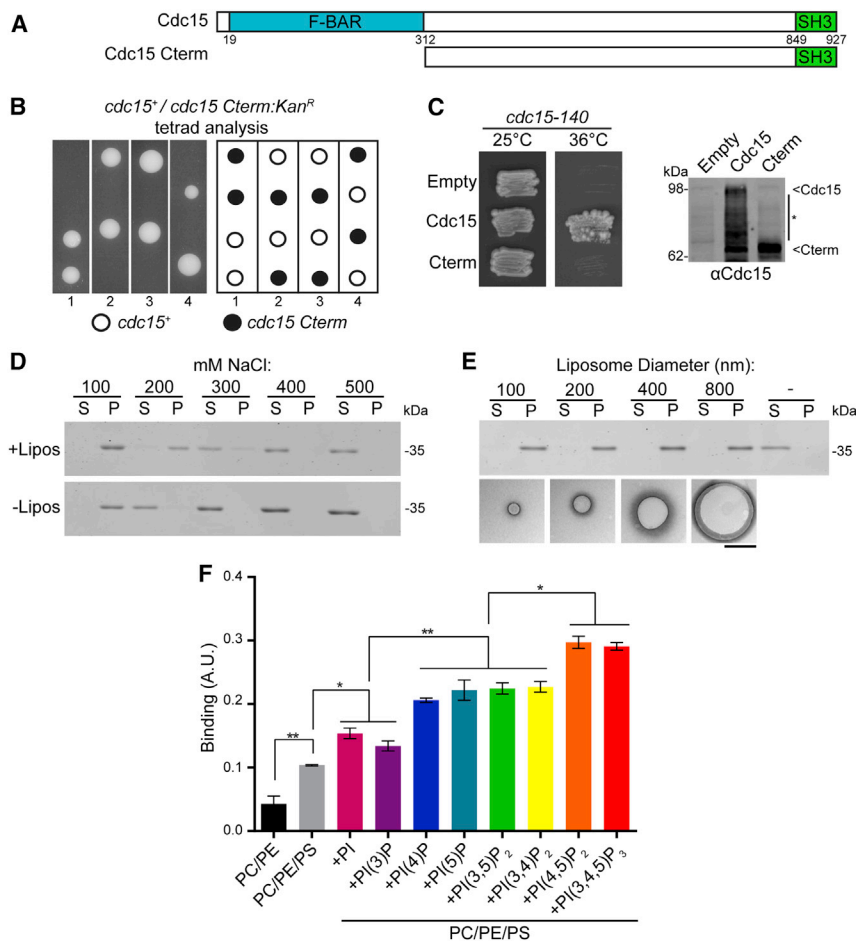 A
Cdc15
F-BAR
SH3
19
312
849
927
Cdc15 Cterm
SH3
B
cdc15+ / cdc15 Cterm:KanR
tetrad analysis
1 2 3 4
1 2 3 4
cdc15+
cdc15 Cterm
C
cdc15-140
25°C 36°C
Empty
Cdc15
Cterm
Empty Cdc15 Cterm
kDa
98-
62-
<Cdc15
*
<Cterm
αCdc15
D
mM NaCl:
100 200 300 400 500
S P S P S P S P S P
kDa
+Lipos
-35
-Lipos
-35
E
Liposome Diameter (nm):
100 200 400 800 -
S P S P S P S P S P
kDa
-35
F
Binding (A.U.)
0.4
0.3
0.2
0.1
0.0
**
*
**
*
PC/PE
PC/PE/PS
+PI
+PI(3)P
+PI(4)P
+PI(5)P
+PI(3,5)P2
+PI(3,4)P2
+PI(4,5)P2
+PI(3,4,5)P3
PC/PE/PS